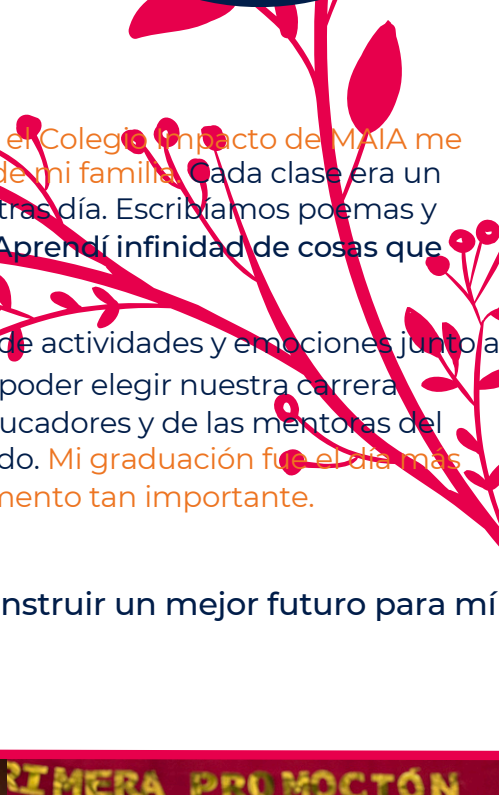 el Colegio Impacto de MAIA me
de mi familia. Cada clase era un
tras día. Escribíamos poemas y
Aprendí infinidad de cosas que
de actividades y emociones junto a
poder elegir nuestra carrera
ucadores y de las mentoras del
do. Mi graduación fue el día más
mento tan importante.
nstruir un mejor futuro para mí
RIMERA PROMOCIÓN